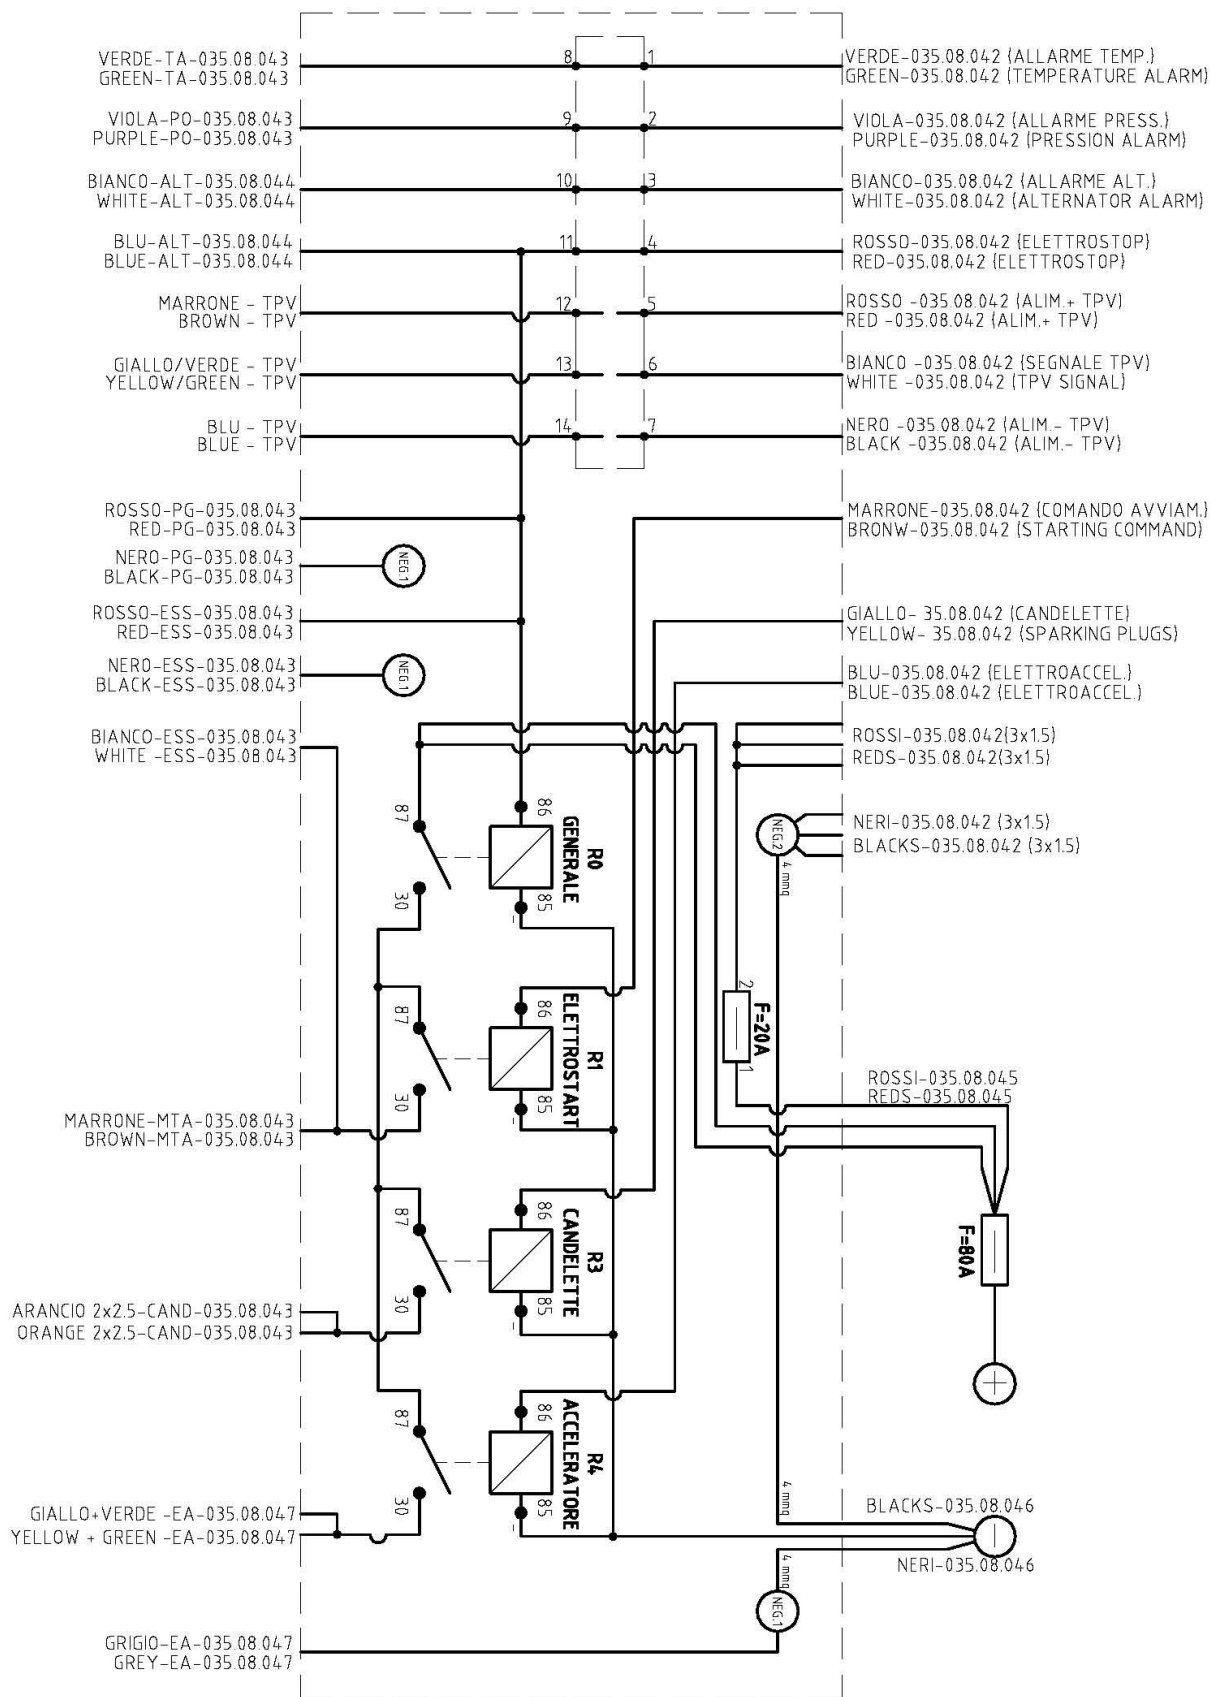 VERDE-TA-035.08.043
GREEN-TA-035.08.043
8
1
VERDE-035.08.042 (ALLARME TEMP.)
GREEN-035.08.042 (TEMPERATURE ALARM)
VIOLA-PO-035.08.043
PURPLE-PO-035.08.043
9
2
VIOLA-035.08.042 (ALLARME PRESS.)
PURPLE-035.08.042 (PRESSION ALARM)
BIANCO-ALT-035.08.044
WHITE-ALT-035.08.044
10
3
BIANCO-035.08.042 (ALLARME ALT.)
WHITE-035.08.042 (ALTERNATOR ALARM)
BLU-ALT-035.08.044
BLUE-ALT-035.08.044
11
4
ROSSO-035.08.042 (ELETTROSTOP)
RED-035.08.042 (ELETTROSTOP)
MARRONE - TPV
BROWN - TPV
12
5
ROSSO -035.08.042 (ALIM.+ TPV)
RED -035.08.042 (ALIM.+ TPV)
GIALLO/VERDE - TPV
YELLOW/GREEN - TPV
13
6
BIANCO -035.08.042 (SEGNALE TPV)
WHITE -035.08.042 (TPV SIGNAL)
BLU - TPV
BLUE - TPV
14
7
NERO -035.08.042 (ALIM.- TPV)
BLACK -035.08.042 (ALIM.- TPV)
ROSSO-PG-035.08.043
RED-PG-035.08.043
MARRONE-035.08.042 (COMANDO AVVIAM.)
BRONW-035.08.042 (STARTING COMMAND)
NERO-PG-035.08.043
BLACK-PG-035.08.043
NEG.1
ROSSO-ESS-035.08.043
RED-ESS-035.08.043
GIALLO- 35.08.042 (CANDELETTE)
YELLOW- 35.08.042 (SPARKING PLUGS)
NERO-ESS-035.08.043
BLACK-ESS-035.08.043
NEG.1
BLU-035.08.042 (ELETTROACCEL.)
BLUE-035.08.042 (ELETTROACCEL.)
BIANCO-ESS-035.08.043
WHITE -ESS-035.08.043
ROSSI-035.08.042(3x1.5)
REDS-035.08.042(3x1.5)
87
30
86
85
-
R0
GENERALE
NEG.2
NERI-035.08.042 (3x1.5)
BLACKS-035.08.042 (3x1.5)
4 mmq
87
30
86
85
-
R1
ELETTROSTART
2
F=20A
1
MARRONE-MTA-035.08.043
BROWN-MTA-035.08.043
ROSSI-035.08.045
REDS-035.08.045
87
30
86
85
-
R3
CANDELETTE
F=80A
+
ARANCIO 2x2.5-CAND-035.08.043
ORANGE 2x2.5-CAND-035.08.043
87
30
86
85
-
R4
ACCELERATORE
GIALLO+VERDE -EA-035.08.047
YELLOW + GREEN -EA-035.08.047
4 mmq
BLACKS-035.08.046
-
NERI-035.08.046
4 mmq
NEG.1
GRIGIO-EA-035.08.047
GREY-EA-035.08.047